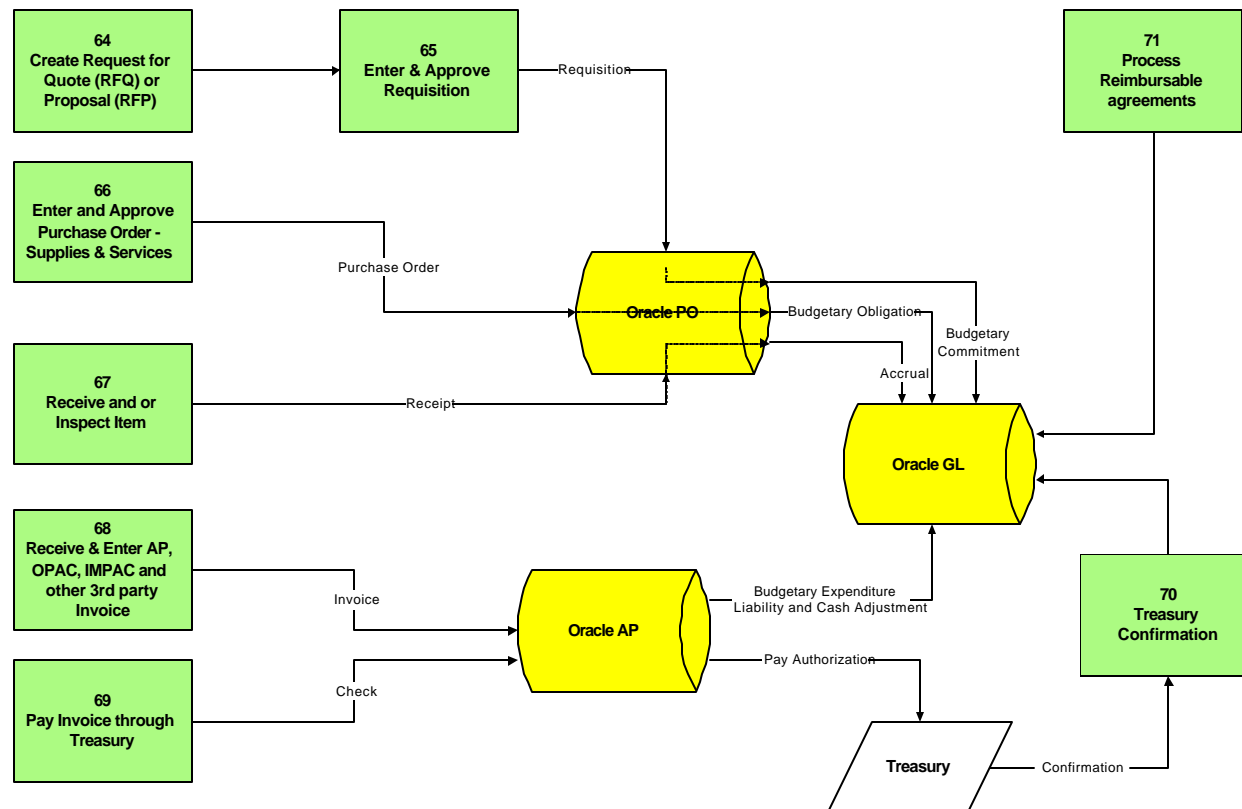 64
Create Request for
Quote (RFQ) or
Proposal (RFP)
65
Enter & Approve
Requisition
Requisition
71
Process
Reimbursable
agreements
66
Enter and Approve
Purchase Order -
Supplies & Services
Purchase Order
Oracle PO
Budgetary Obligation
Budgetary
Commitment
Accrual
67
Receive and or
Inspect Item
Receipt
Oracle GL
68
Receive & Enter AP,
OPAC, IMPAC and
other 3rd party
Invoice
Invoice
Oracle AP
Budgetary Expenditure
Liability and Cash Adjustment
70
Treasury
Confirmation
69
Pay Invoice through
Treasury
Check
Pay Authorization
Treasury
Confirmation